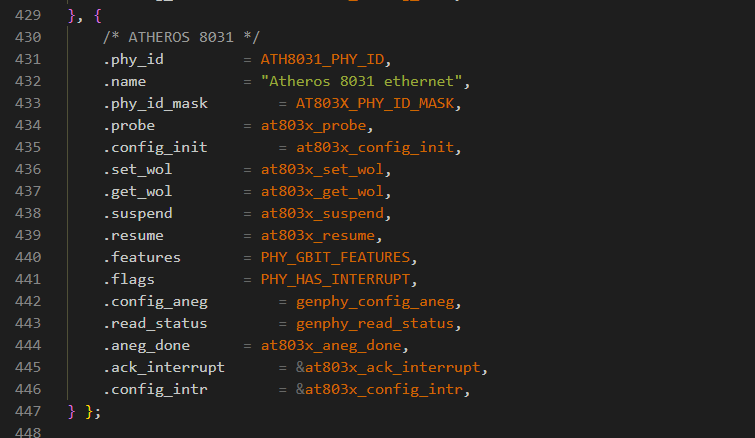 429 }, {
430 /* ATHEROS 8031 */
431 .phy_id = ATH8031_PHY_ID,
432 .name = "Atheros 8031 ethernet",
433 .phy_id_mask = AT803X_PHY_ID_MASK,
434 .probe = at803x_probe,
435 .config_init = at803x_config_init,
436 .set_wol = at803x_set_wol,
437 .get_wol = at803x_get_wol,
438 .suspend = at803x_suspend,
439 .resume = at803x_resume,
440 .features = PHY_GBIT_FEATURES,
441 .flags = PHY_HAS_INTERRUPT,
442 .config_aneg = genphy_config_aneg,
443 .read_status = genphy_read_status,
444 .aneg_done = at803x_aneg_done,
445 .ack_interrupt = &at803x_ack_interrupt,
446 .config_intr = &at803x_config_intr,
447 } };
448